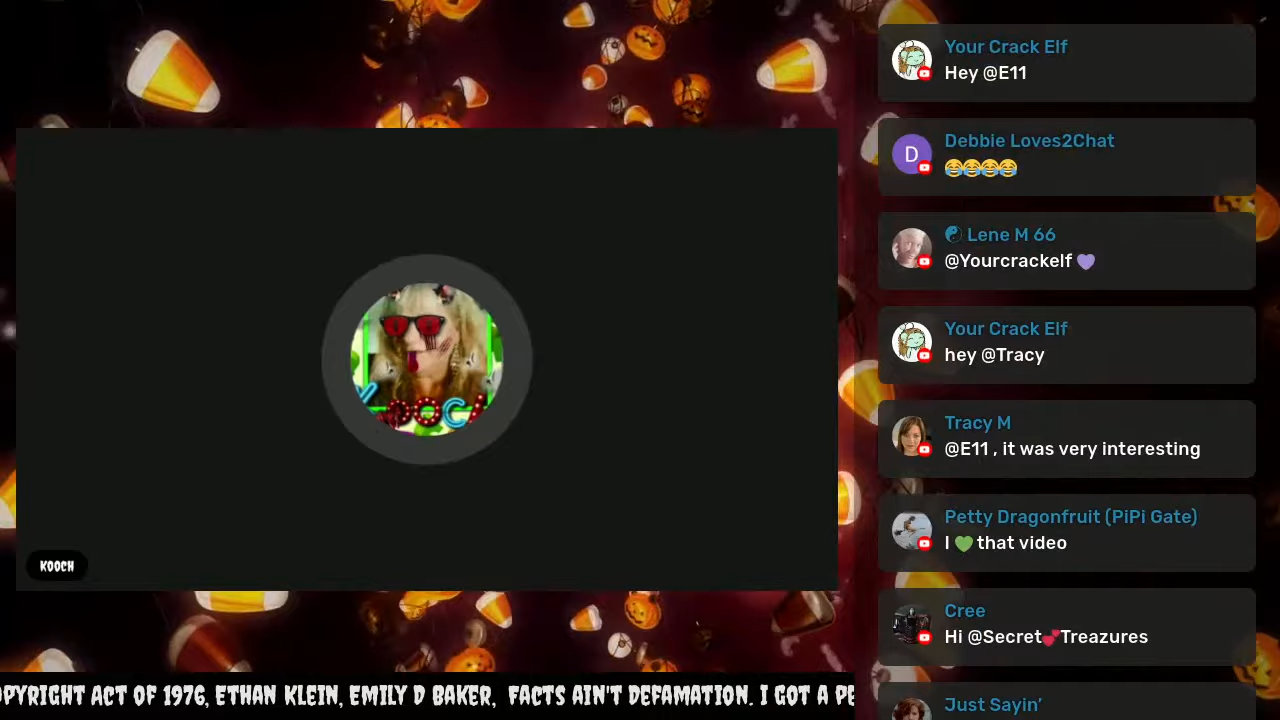 Your Crack Elf
Hey @E11
D
Debbie Loves2Chat
😂😂😂😂
☯ Lene M 66
@Yourcrackelf 💜
Your Crack Elf
hey @Tracy
Tracy M
@E11 , it was very interesting
Petty Dragonfruit (PiPi Gate)
I 💚 that video
Cree
Hi @Secret💕Treazures
Just Sayin’
KOOCH
OPYRIGHT ACT OF 1976, ETHAN KLEIN, EMILY D BAKER, FACTS AIN'T DEFAMATION. I GOT A PE